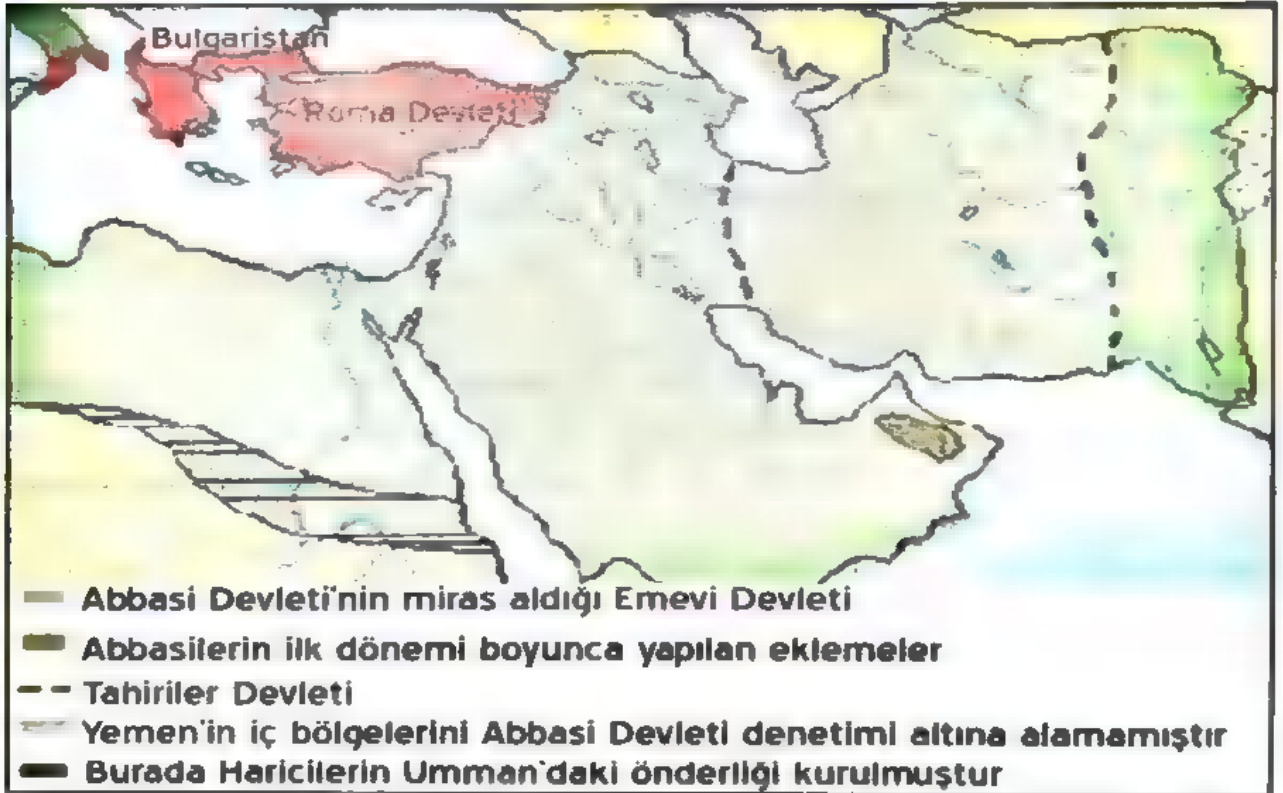 Bulgaristan
Roma Devleti
Abbasi Devleti'nin miras aldığı Emevi Devleti
Abbasilerin ilk dönemi boyunca yapılan eklemeler
Tahiriler Devleti
Yemen'in iç bölgelerini Abbasi Devleti denetimi altına alamamıştır
Burada Haricilerin Umman'daki önderliği kurulmuştur